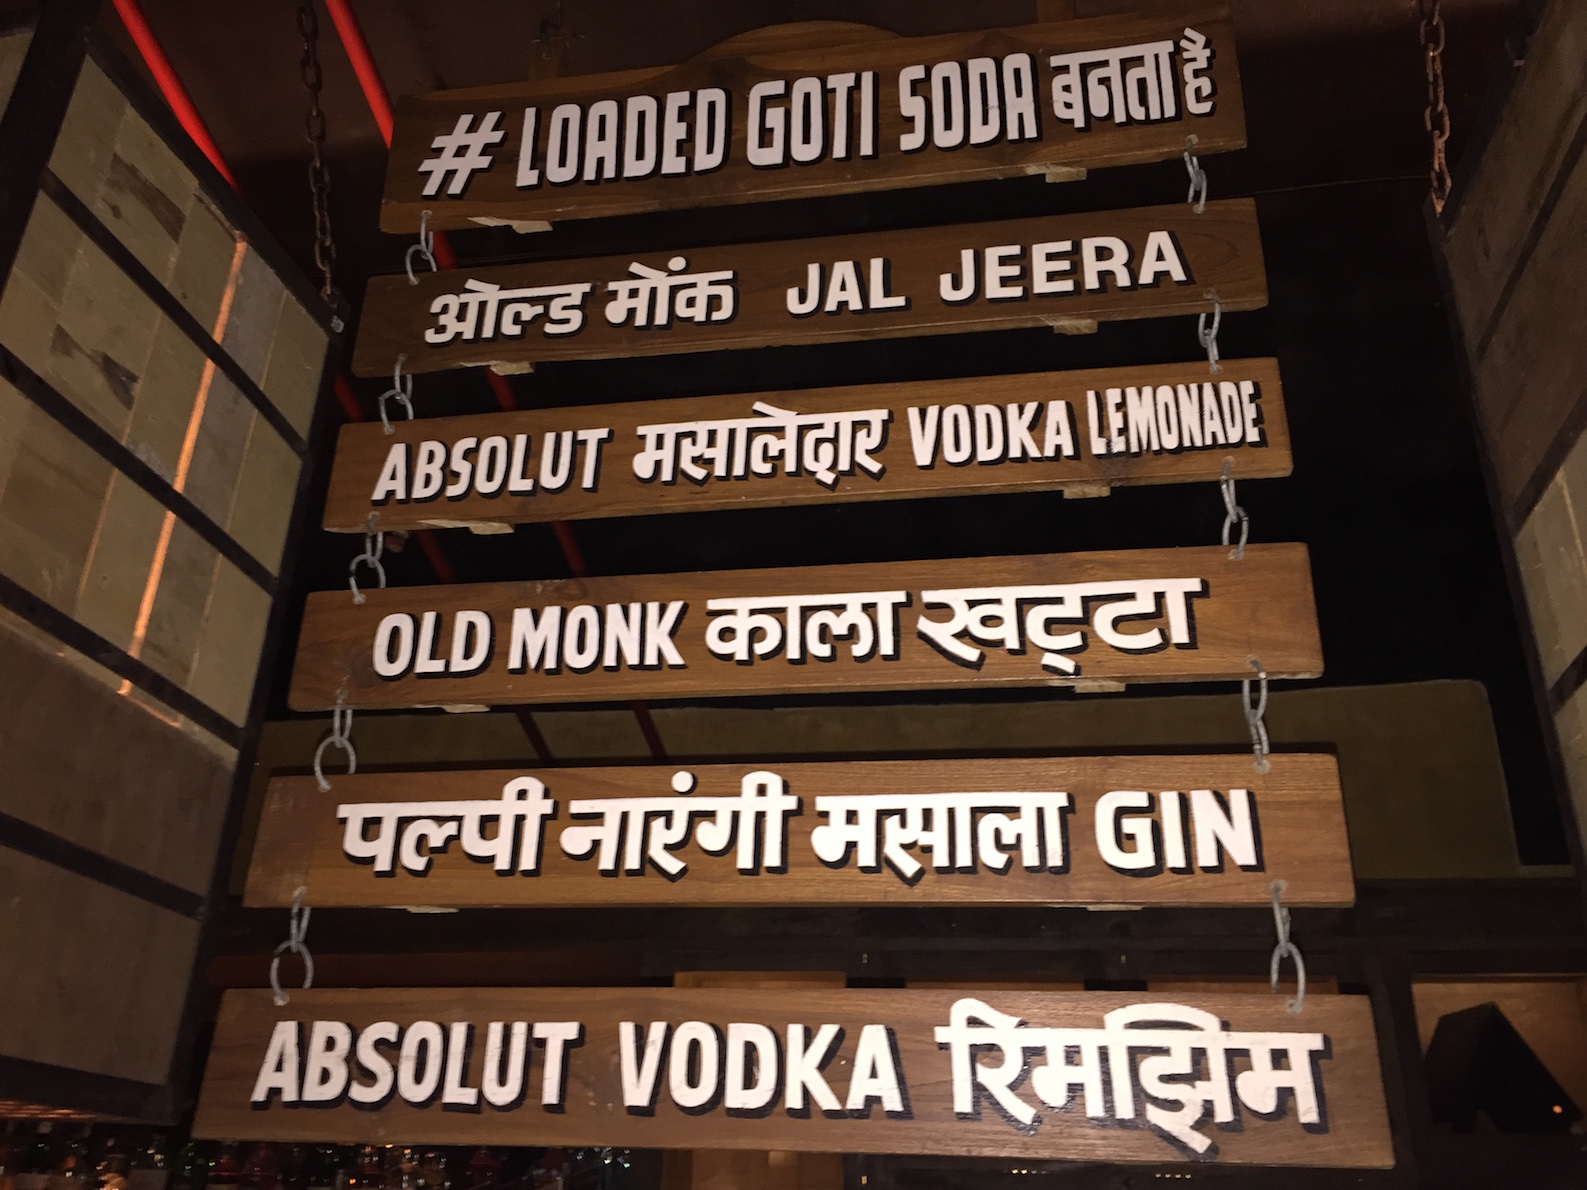 # LOADED GOTI SODA बनता है
ओल्ड मोंक JAL JEERA
ABSOLUT मसालेदार VODKA LEMONADE
OLD MONK काला खट्टा
पल्पी नारंगी मसाला GIN
ABSOLUT VODKA रिमझिम